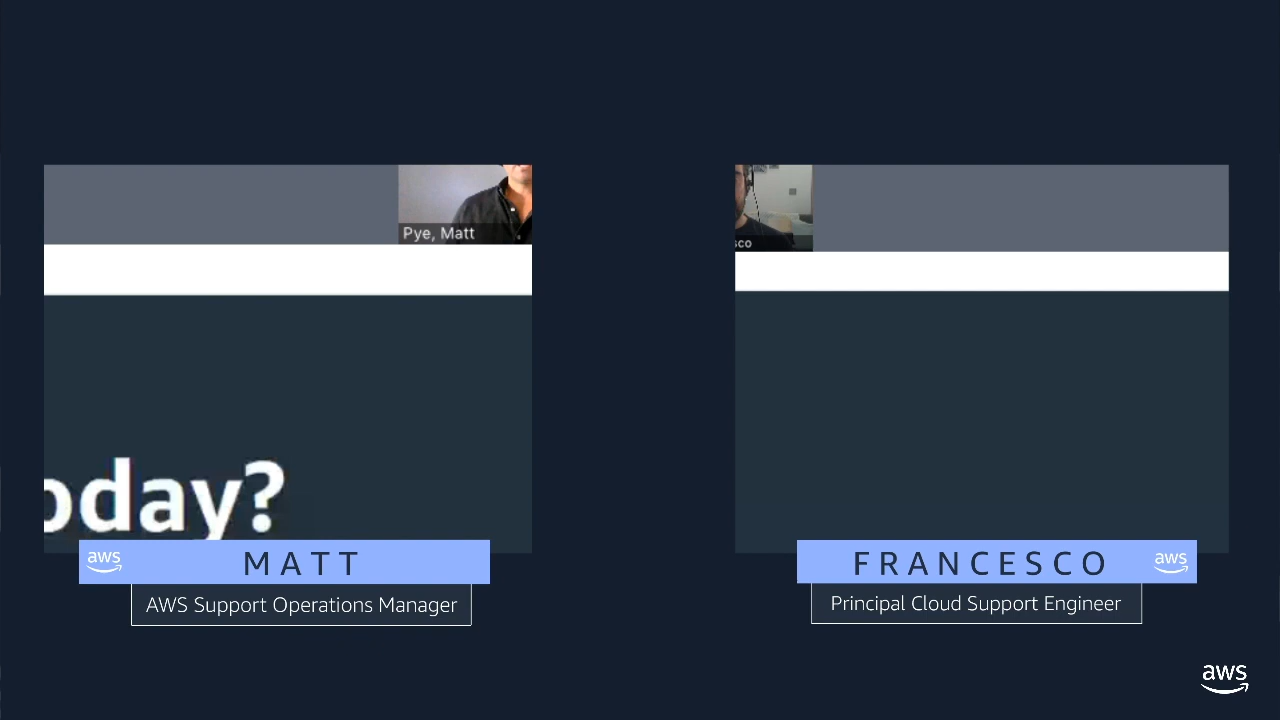 Pye, Matt
sco
oday?
aws
MATT
AWS Support Operations Manager
FRANCESCO
aws
Principal Cloud Support Engineer
aws